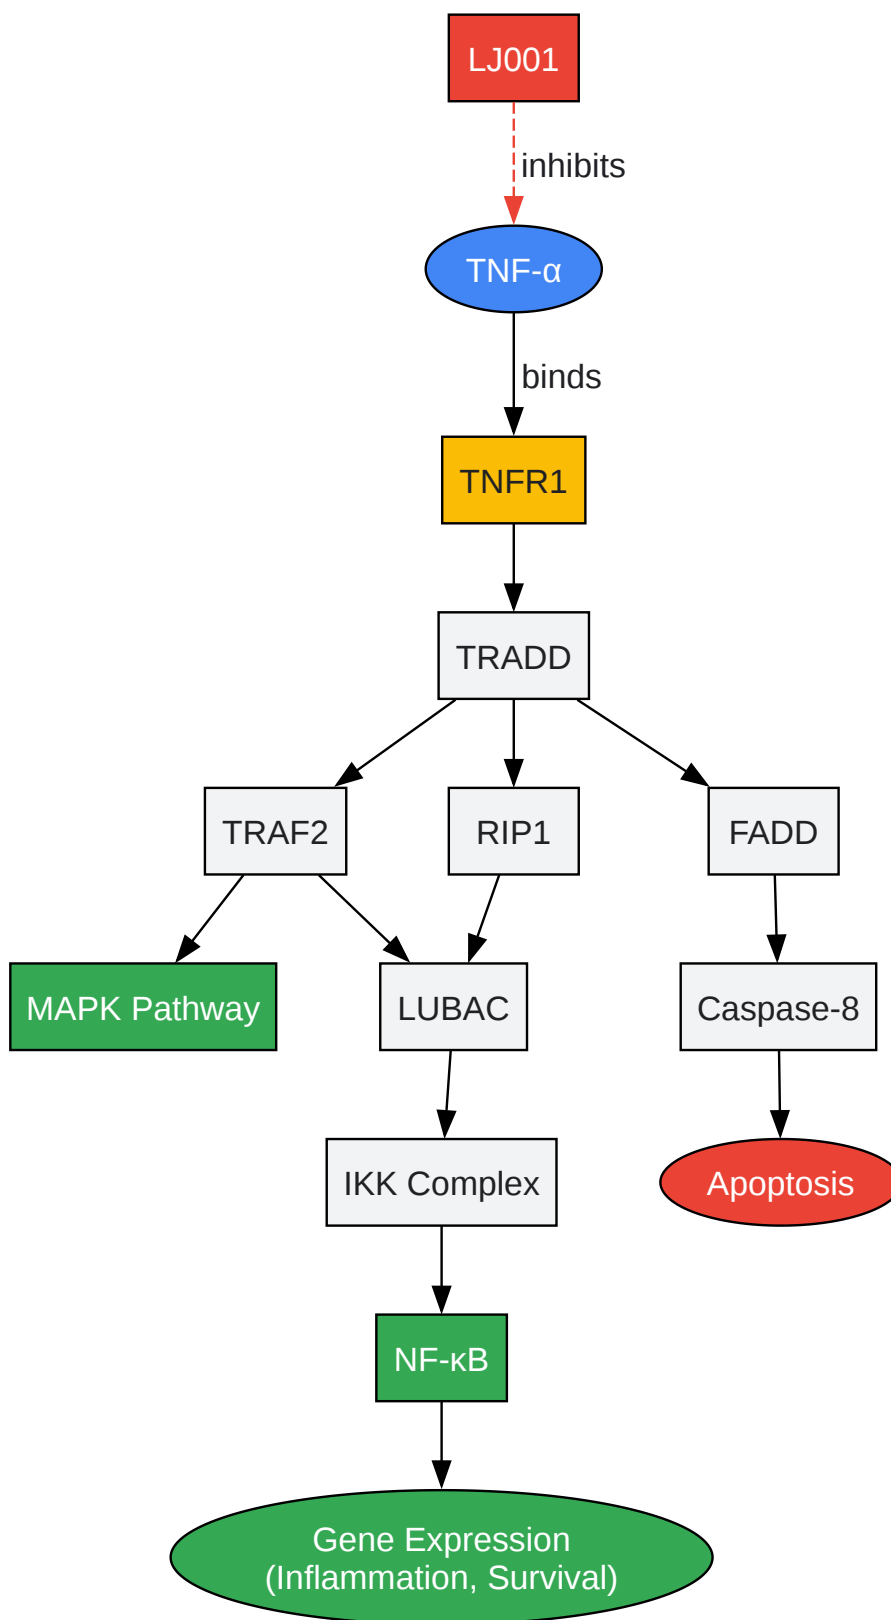 LJ001
inhibits
TNF-α
binds
TNFR1
TRADD
TRAF2
RIP1
FADD
MAPK Pathway
LUBAC
Caspase-8
IKK Complex
Apoptosis
NF-κB
Gene Expression
(Inflammation, Survival)